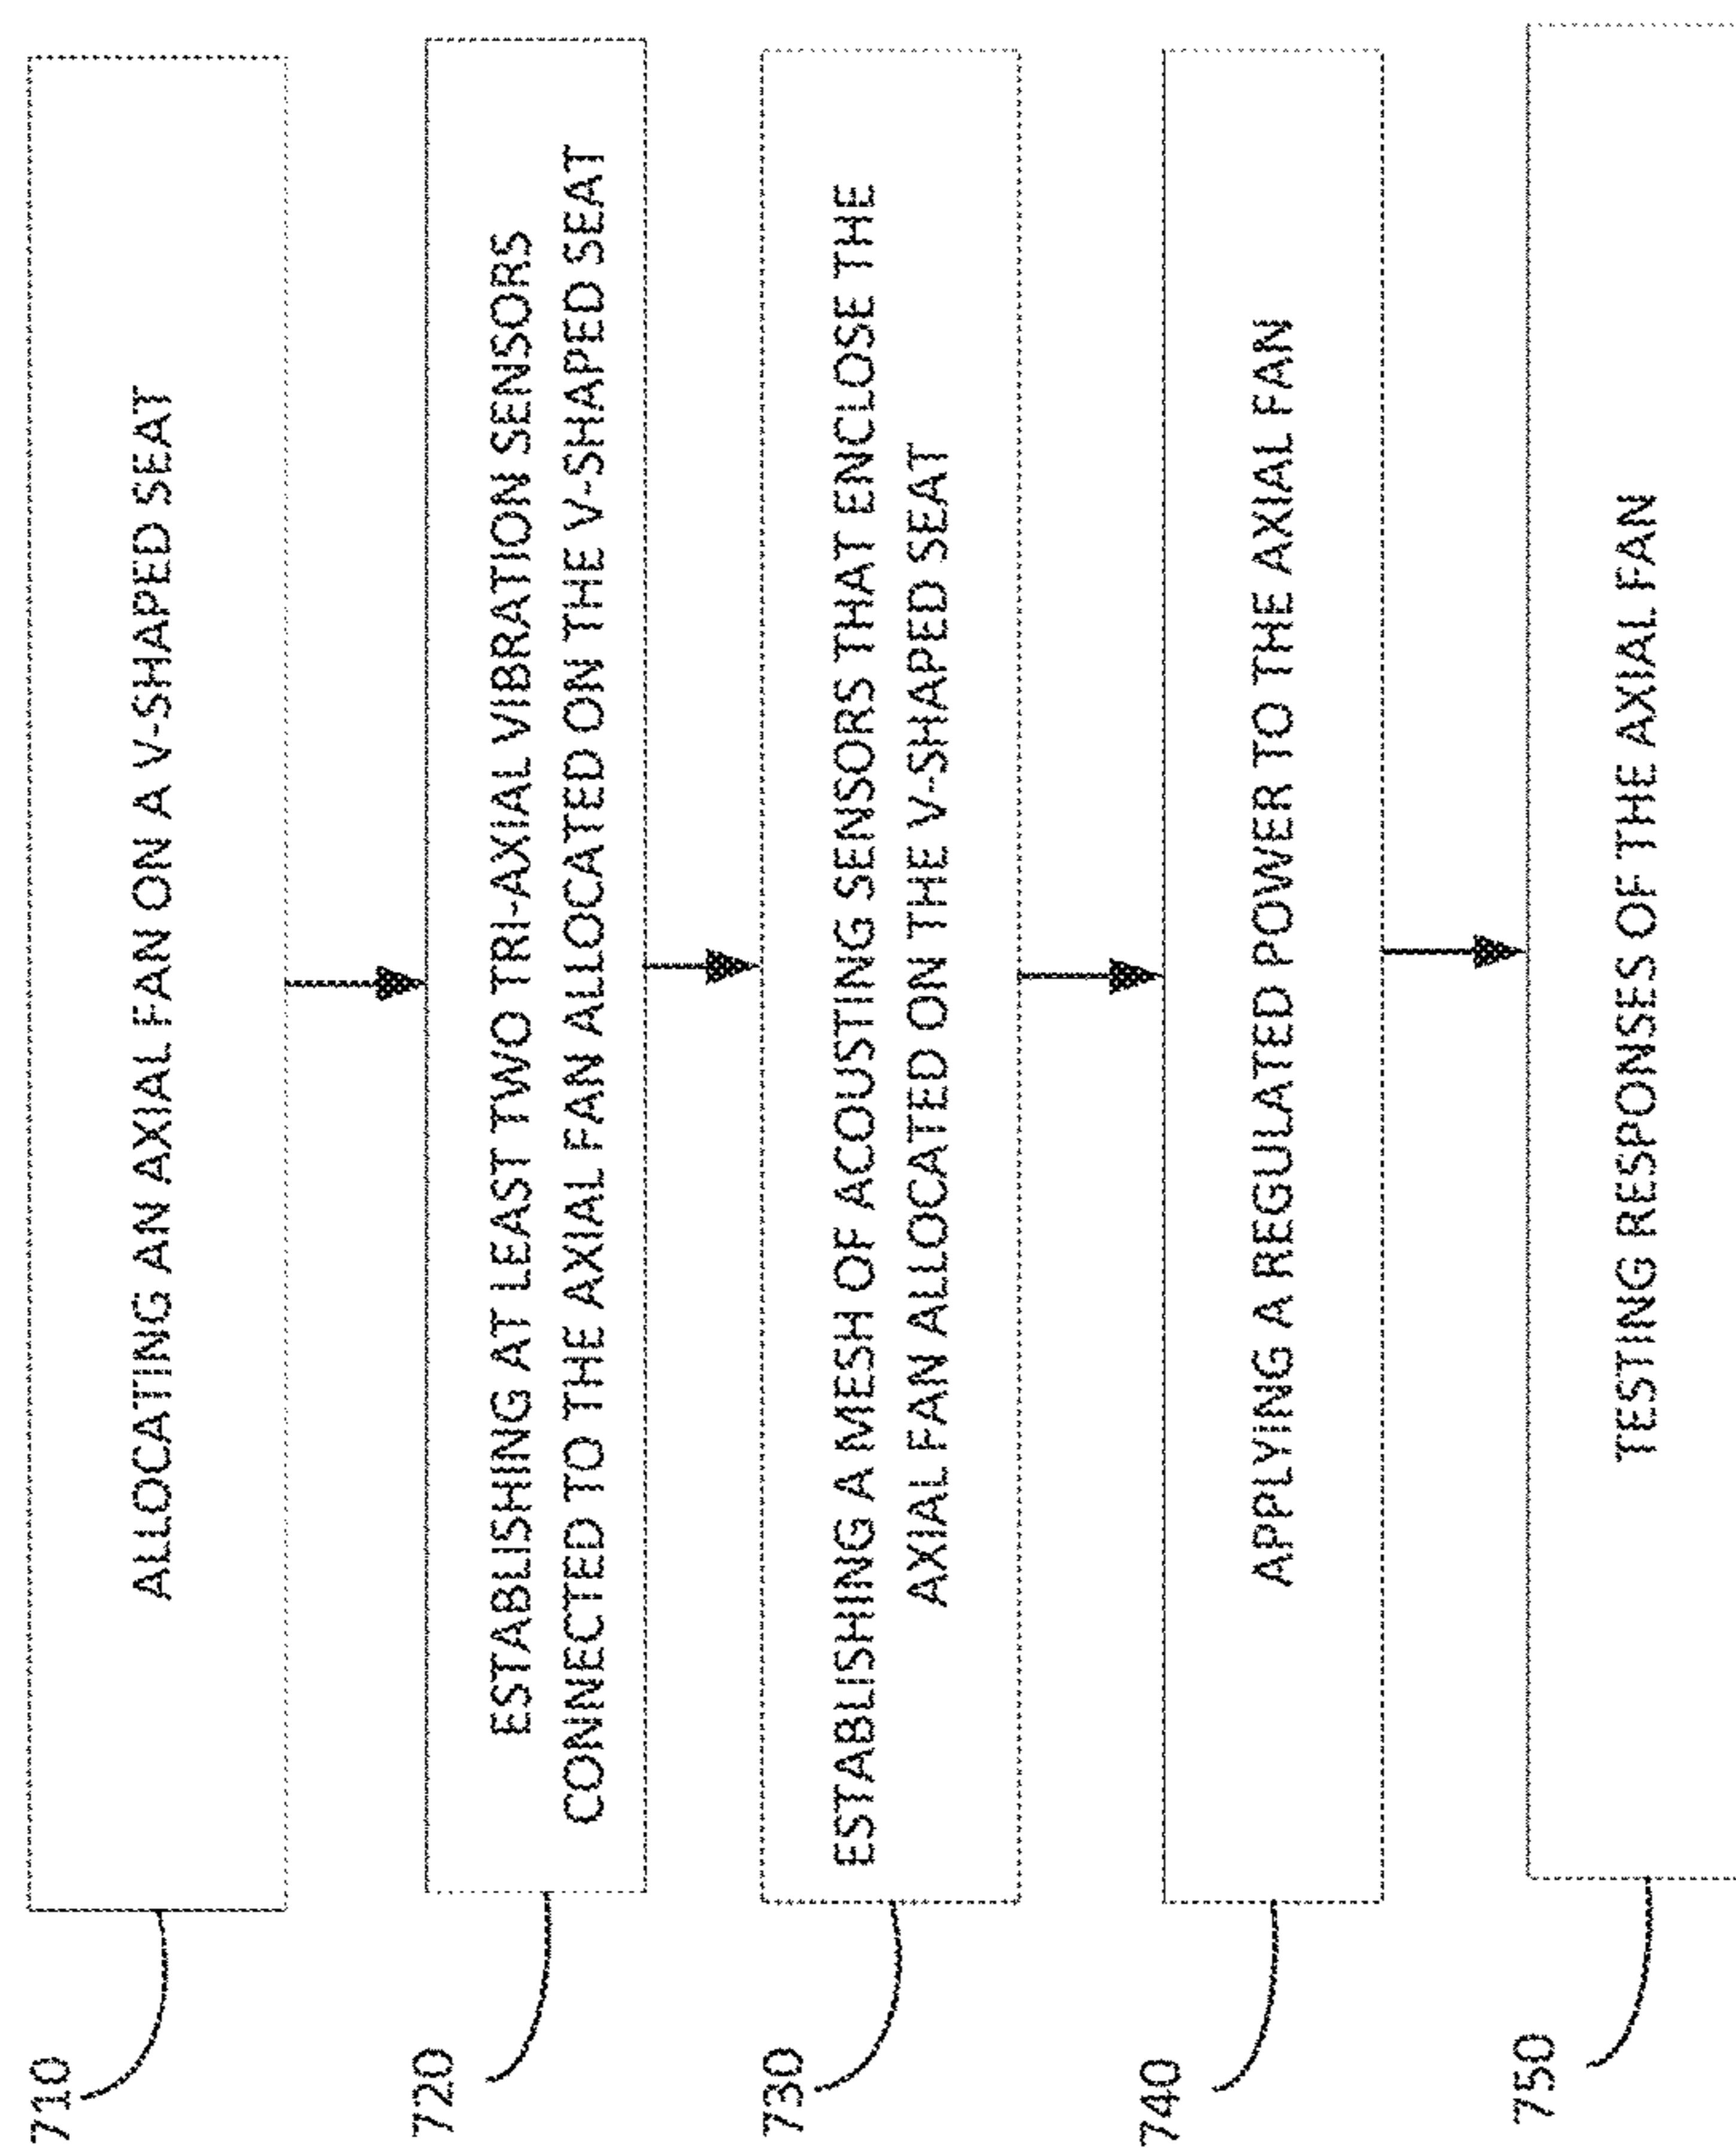 710
ALLOCATING AN AXIAL FAN ON A V-SHAPED SEAT
720
ESTABLISHING AT LEAST TWO TRI-AXIAL VIBRATION SENSORS
CONNECTED TO THE AXIAL FAN ALLOCATED ON THE V-SHAPED SEAT
730
ESTABLISHING A MESH OF ACOUSTING SENSORS THAT ENCLOSE THE
AXIAL FAN ALLOCATED ON THE V-SHAPED SEAT
740
APPLYING A REGULATED POWER TO THE AXIAL FAN
750
TESTING RESPONSES OF THE AXIAL FAN